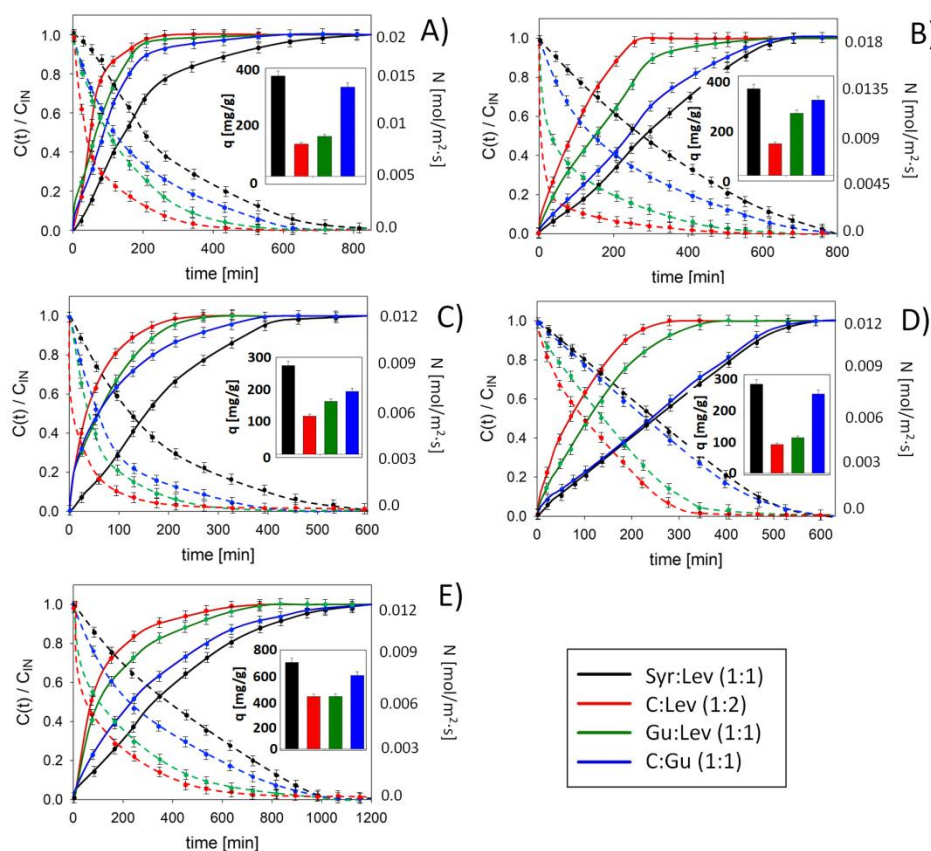 A)
C(t) / C_IN
1.0
0.8
0.6
0.4
0.2
0.0
0 200 400 600 800
time [min]
0.02
0.015
0.01
0.005
0.0
N [mol/m²·s]
q [mg/g]
400
200
0
B)
C(t) / C_IN
1.0
0.8
0.6
0.4
0.2
0.0
0 200 400 600 800
time [min]
0.018
0.0135
0.009
0.0045
0.0
N [mol/m²·s]
q [mg/g]
400
200
0
C)
C(t) / C_IN
1.0
0.8
0.6
0.4
0.2
0.0
0 100 200 300 400 500 600
time [min]
0.012
0.009
0.006
0.003
0.0
N [mol/m²·s]
q [mg/g]
300
200
100
0
D)
C(t) / C_IN
1.0
0.8
0.6
0.4
0.2
0.0
0 100 200 300 400 500 600
time [min]
0.012
0.009
0.006
0.003
0.0
N [mol/m²·s]
q [mg/g]
300
200
100
0
E)
C(t) / C_IN
1.0
0.8
0.6
0.4
0.2
0.0
0 200 400 600 800 1000 1200
time [min]
0.012
0.009
0.006
0.003
0.0
N [mol/m²·s]
q [mg/g]
800
600
400
200
0
Syr:Lev (1:1)
C:Lev (1:2)
Gu:Lev (1:1)
C:Gu (1:1)